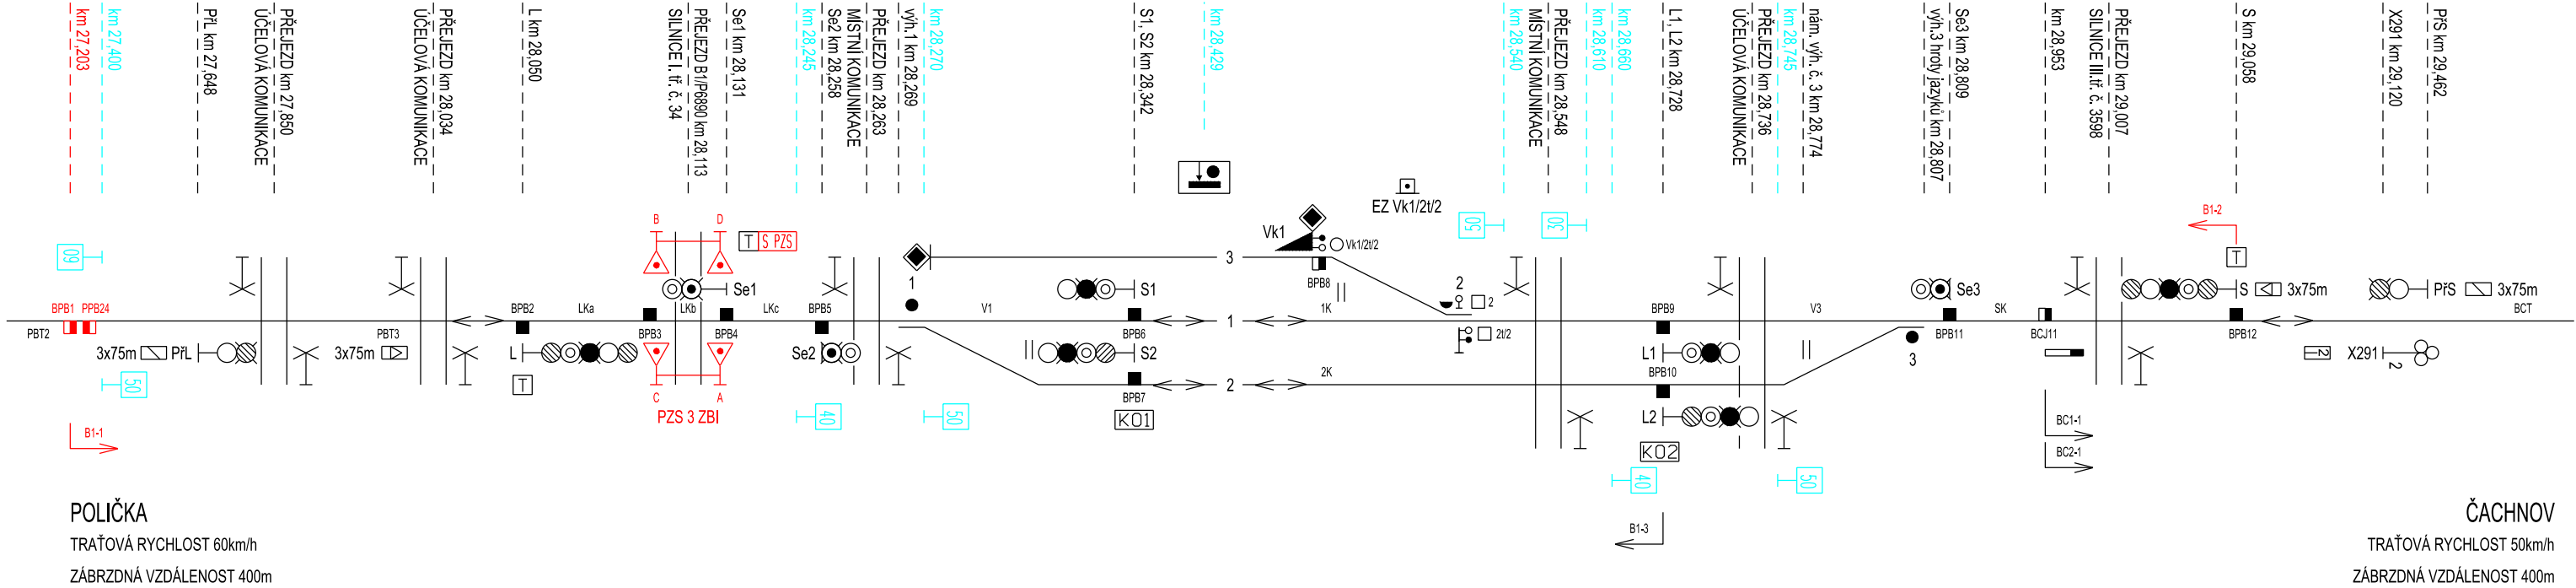 km 27,203
km 27,400
PřL km 27,648
PŘEJEZD km 27,850
ÚČELOVÁ KOMUNIKACE
PŘEJEZD km 28,034
ÚČELOVÁ KOMUNIKACE
L km 28,050
PŘEJEZD B1/P6890 km 28,113
SILNICE I. tř. č. 34
Se1 km 28,131
km 28,245
Se2 km 28,258
PŘEJEZD km 28,263
MÍSTNÍ KOMUNIKACE
výh.1 km 28,269
km 28,270
S1, S2 km 28,342
km 28,429
km 28,540
PŘEJEZD km 28,548
MÍSTNÍ KOMUNIKACE
km 28,610
km 28,660
L1, L2 km 28,728
PŘEJEZD km 28,736
ÚČELOVÁ KOMUNIKACE
km 28,745
nám. výh. č. 3 km 28,774
výh.3 hroty jazyků km 28,807
Se3 km 28,809
km 28,953
PŘEJEZD km 29,007
SILNICE III.tř. č. 3598
S km 29,058
X291 km 29,120
PřS km 29,462
EZ Vk1/2t/2
B D
T S PZS
Vk1
Vk1/2t/2
B1-2
60
50
30
T
3
BPB8
1
Se1
S1
2
2
Se3
S 3x75m
PřS 3x75m
BPB1 PPB24
BPB2
LKa
LKb
LKc
BPB5
V1
1K
BPB9
V3
SK
BCT
PBT2
PBT3
BPB3
BPB4
BPB6
1
2t/2
BPB11
BCJ11
BPB12
3x75m PřL
3x75m
L
Se2
S2
L1
3
2
X291
2
T
BPB10
50
C A
PZS 3 ZBI
40
50
BPB7
2
2K
K01
L2
K02
B1-1
BC1-1
BC2-1
40
50
B1-3
POLIČKA
TRAŤOVÁ RYCHLOST 60km/h
ZÁBRZDNÁ VZDÁLENOST 400m
ČACHNOV
TRAŤOVÁ RYCHLOST 50km/h
ZÁBRZDNÁ VZDÁLENOST 400m